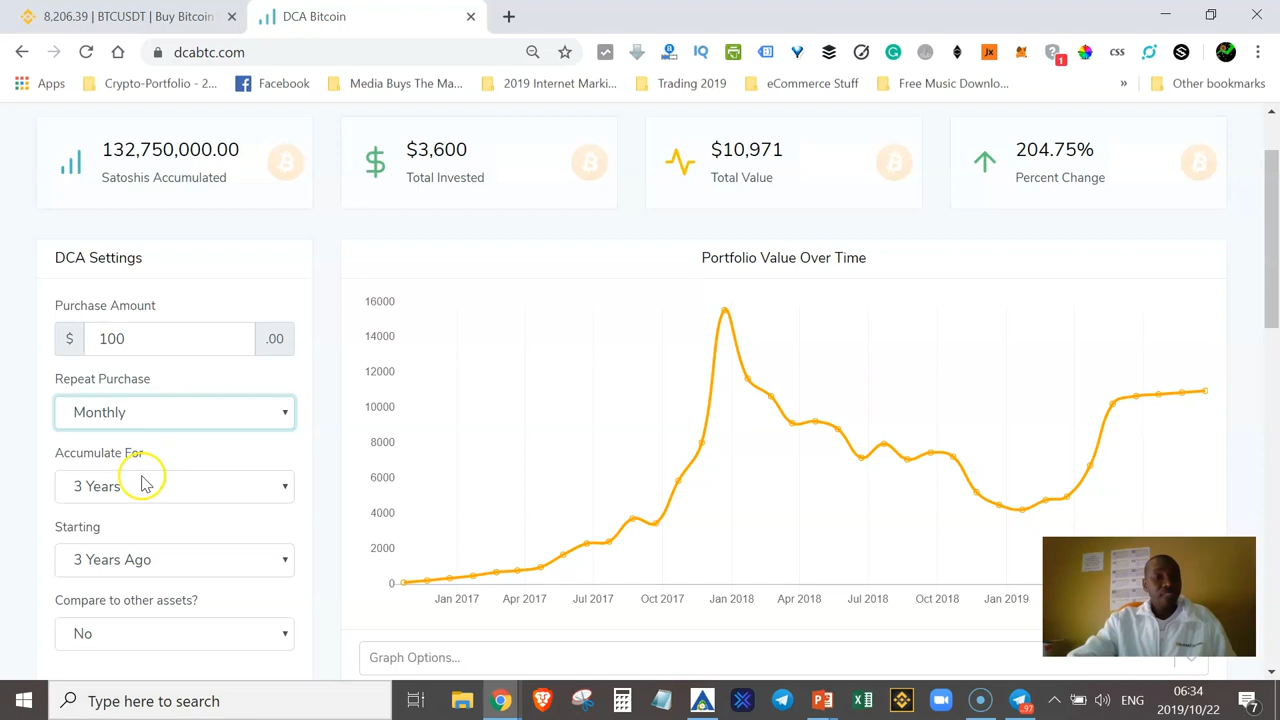 8,206.39 | BTCUSDT | Buy Bitcoin
DCA Bitcoin
dcabtc.com
Apps
Crypto-Portfolio - 2...
Facebook
Media Buys The Ma...
2019 Internet Marki...
Trading 2019
eCommerce Stuff
Free Music Downlo...
»
Other bookmarks
132,750,000.00
Satoshis Accumulated
$3,600
Total Invested
$10,971
Total Value
204.75%
Percent Change
DCA Settings
Purchase Amount
$ 100 .00
Repeat Purchase
Monthly
Accumulate For
3 Years
Starting
3 Years Ago
Compare to other assets?
No
Portfolio Value Over Time
16000
14000
12000
10000
8000
6000
4000
2000
0
Jan 2017 Apr 2017 Jul 2017 Oct 2017 Jan 2018 Apr 2018 Jul 2018 Oct 2018 Jan 2019
Graph Options...
Type here to search
ENG
06:34
2019/10/22